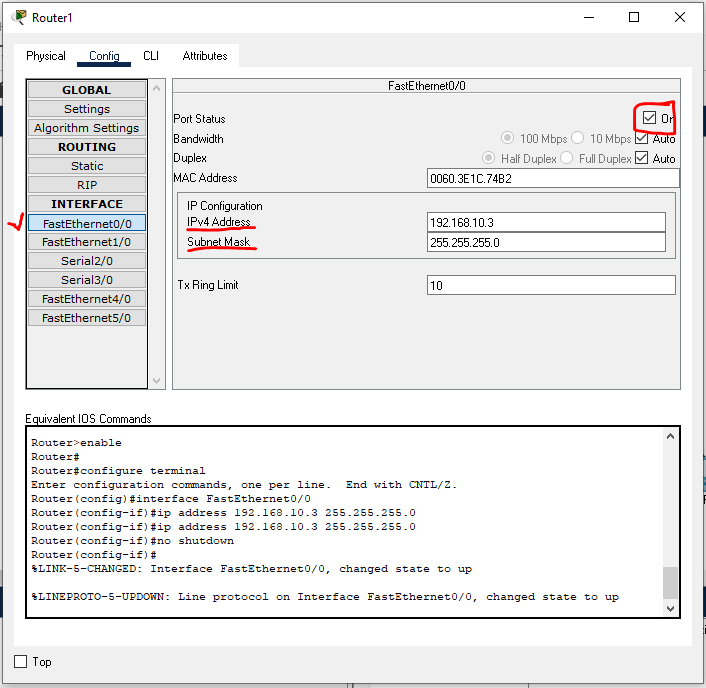 Router1
Physical Config CLI Attributes
GLOBAL
Settings
Algorithm Settings
ROUTING
Static
RIP
INTERFACE
FastEthernet0/0
FastEthernet1/0
Serial2/0
Serial3/0
FastEthernet4/0
FastEthernet5/0
FastEthernet0/0
Port Status On
Bandwidth 100 Mbps 10 Mbps Auto
Duplex Half Duplex Full Duplex Auto
MAC Address 0060.3E1C.74B2
IP Configuration
IPv4 Address 192.168.10.3
Subnet Mask 255.255.255.0
Tx Ring Limit 10
Equivalent IOS Commands
Router>enable
Router#
Router#configure terminal
Enter configuration commands, one per line. End with CNTL/Z.
Router(config)#interface FastEthernet0/0
Router(config-if)#ip address 192.168.10.3 255.255.255.0
Router(config-if)#ip address 192.168.10.3 255.255.255.0
Router(config-if)#no shutdown
Router(config-if)#
%LINK-5-CHANGED: Interface FastEthernet0/0, changed state to up
%LINEPROTO-5-UPDOWN: Line protocol on Interface FastEthernet0/0, changed state to up
Top